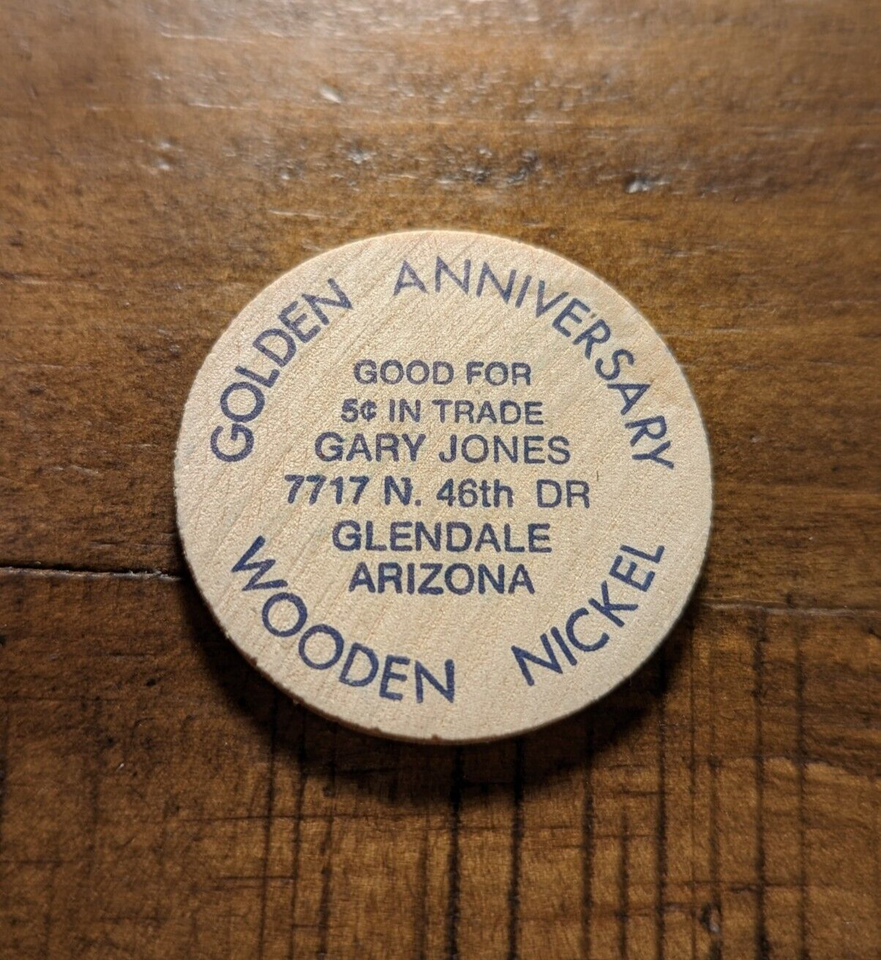 GOLDEN ANNIVERSARY
GOOD FOR
5¢ IN TRADE
GARY JONES
7717 N. 46th DR
GLENDALE
ARIZONA
WOODEN NICKEL